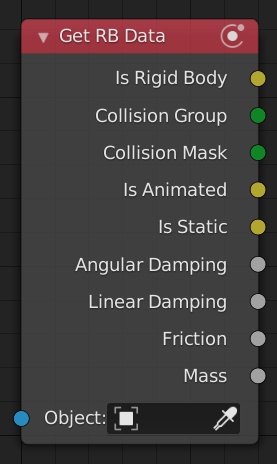 Get RB Data
Is Rigid Body
Collision Group
Collision Mask
Is Animated
Is Static
Angular Damping
Linear Damping
Friction
Mass
Object: